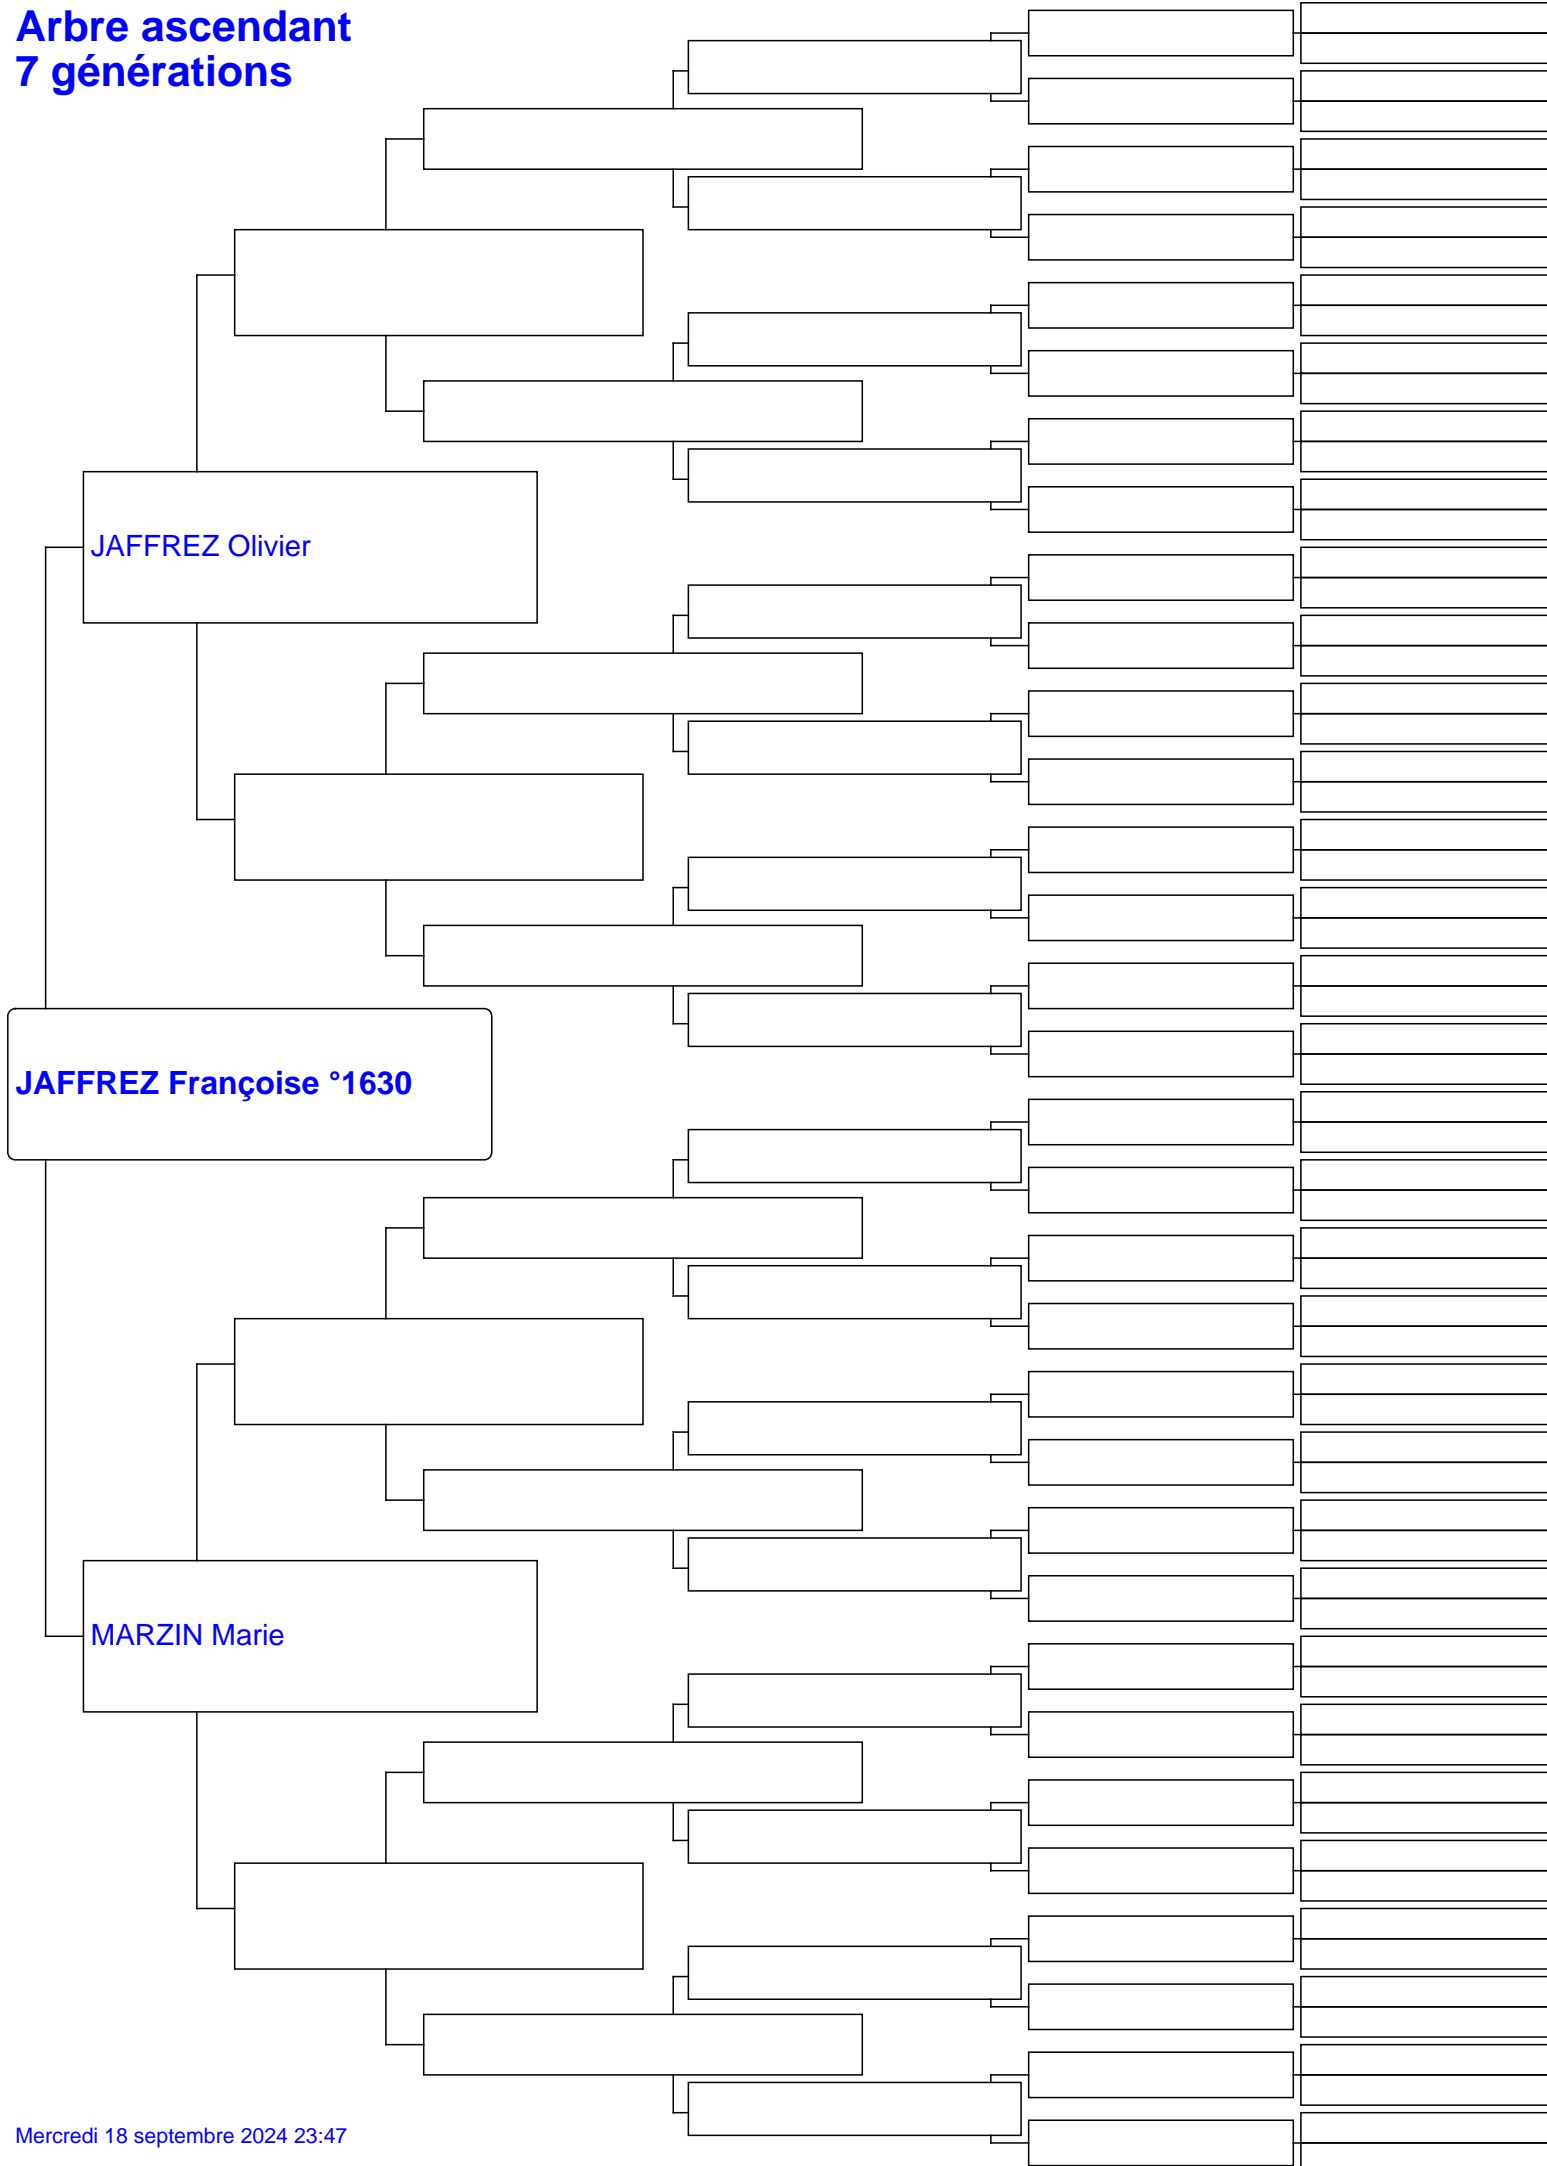 Arbre ascendant
7 générations
JAFFREZ Olivier
JAFFREZ Françoise °1630
MARZIN Marie
Mercredi 18 septembre 2024 23:47